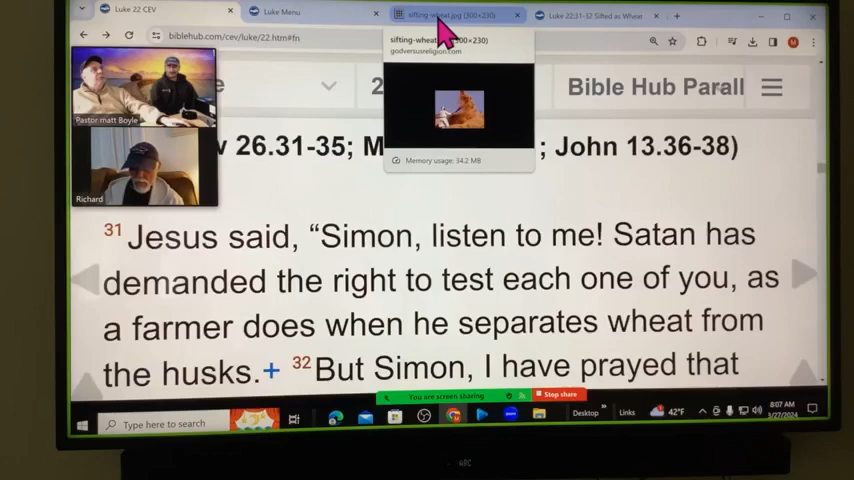 Luke 22 CEV
Luke Menu
sifting-wheat.jpg (300×230)
Luke 22:31-32 Sifted as Wheat
biblehub.com/cev/luke/22.htm#fn
sifting-wheat
00×230)
godversusreligion.com
Memory usage: 34.2 MB
Pastor matt Boyle
Richard
2
Bible Hub Parall
26.31-35; M
; John 13.36-38)
31 Jesus said, “Simon, listen to me! Satan has
demanded the right to test each one of you, as
a farmer does when he separates wheat from
the husks.+ 32 But Simon, I have prayed that
You are screen sharing
Stop share
Type here to search
Desktop
Links
42°F
8:07 AM
3/27/2024